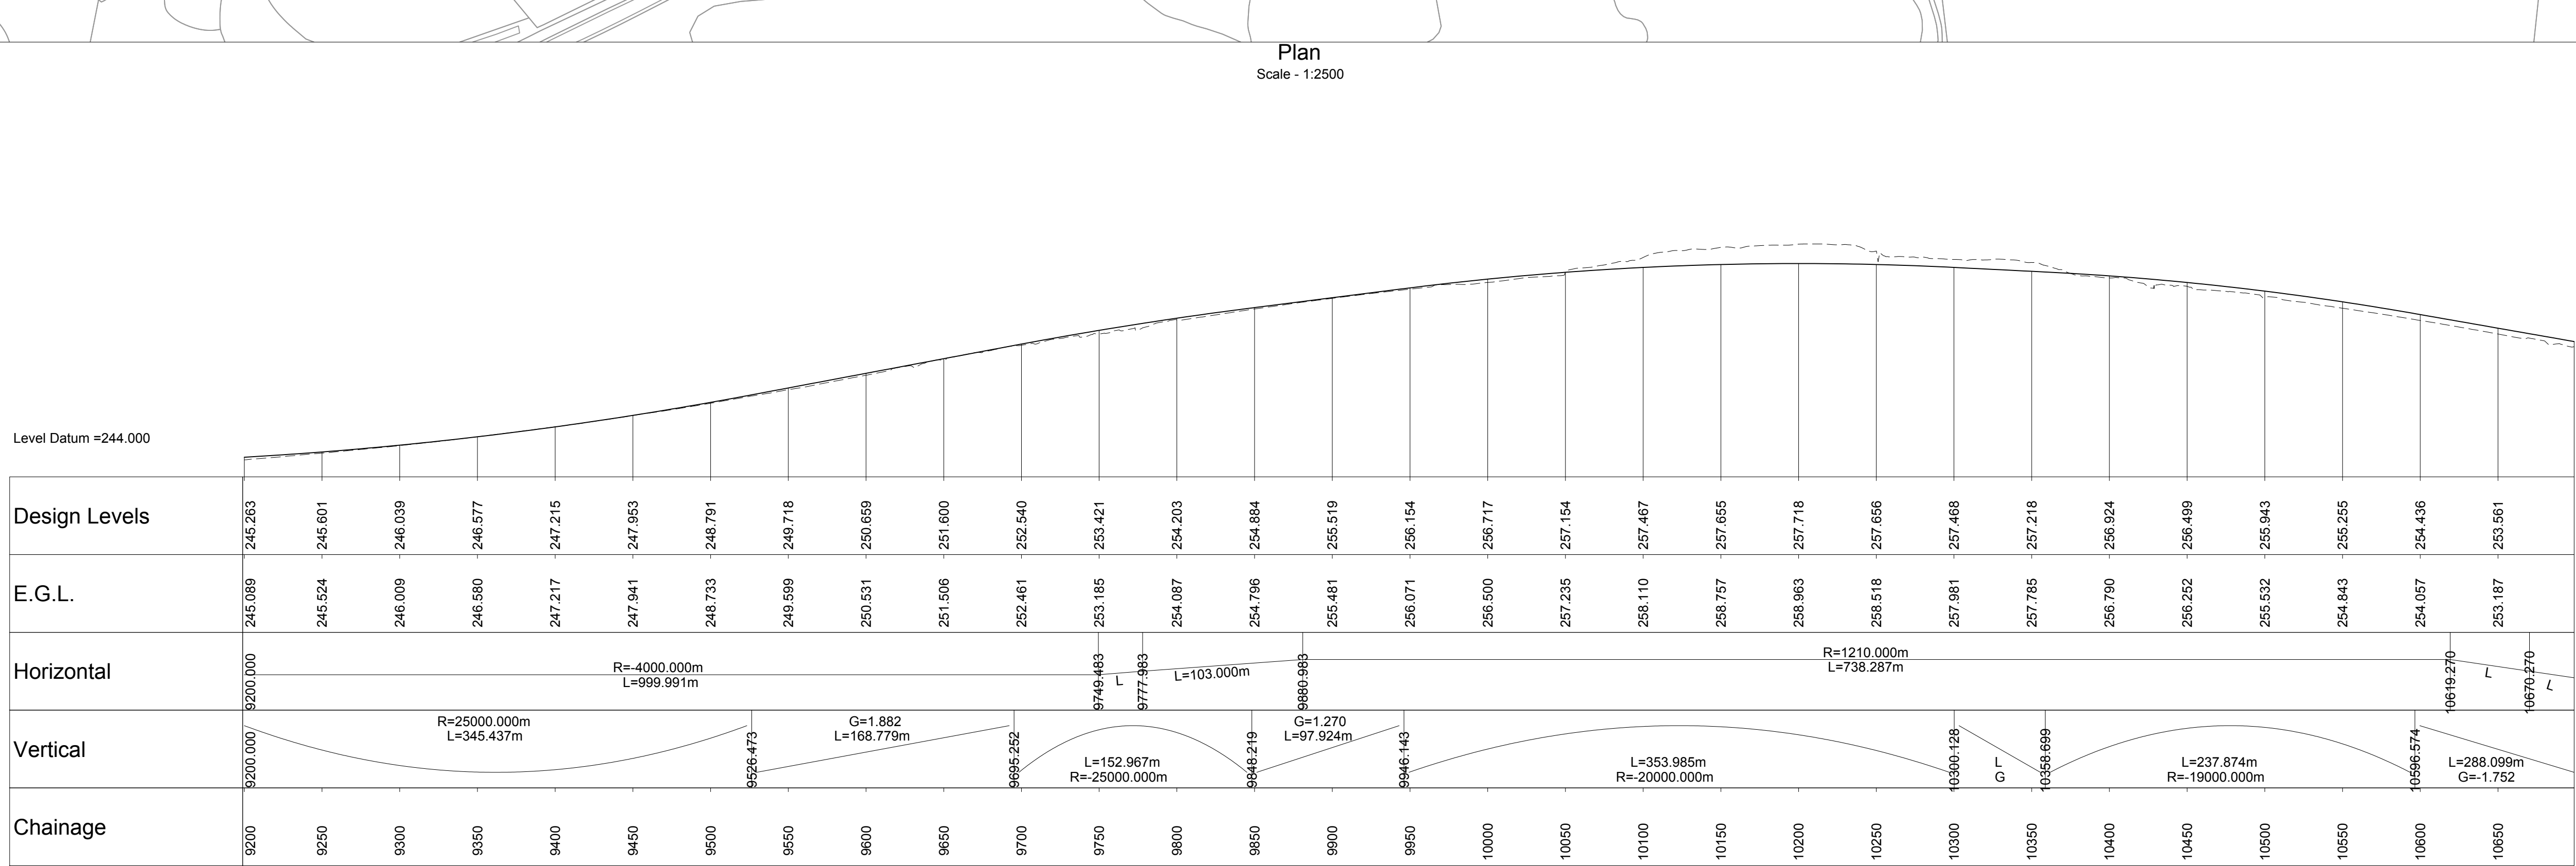 Plan
Scale - 1:2500
Level Datum =244.000
Design Levels
245.263 245.601 246.039 246.577 247.215 247.953 248.791 249.718 250.659 251.600 252.540 253.421 254.203 254.884 255.519 256.154 256.717 257.154 257.467 257.655 257.718 257.656 257.468 257.218 256.924 256.499 255.943 255.255 254.436 253.561
E.G.L.
245.089 245.524 246.009 246.580 247.217 247.941 248.733 249.599 250.531 251.506 252.461 253.185 254.087 254.796 255.481 256.071 256.500 257.235 258.110 258.757 258.963 258.518 257.981 257.785 256.790 256.252 255.532 254.843 254.057 253.187
Horizontal
9200.000
R=-4000.000m
L=999.991m
9749.483
L
9777.983
L=103.000m
9880.983
R=1210.000m
L=738.287m
10619.270
L
10670.270
L
Vertical
9200.000
R=25000.000m
L=345.437m
9526.473
G=1.882
L=168.779m
9695.252
L=152.967m
R=-25000.000m
9848.219
G=1.270
L=97.924m
9946.143
L=353.985m
R=-20000.000m
10300.128
L
G
10358.699
L=237.874m
R=-19000.000m
10596.574
L=288.099m
G=-1.752
Chainage
9200 9250 9300 9350 9400 9450 9500 9550 9600 9650 9700 9750 9800 9850 9900 9950 10000 10050 10100 10150 10200 10250 10300 10350 10400 10450 10500 10550 10600 10650